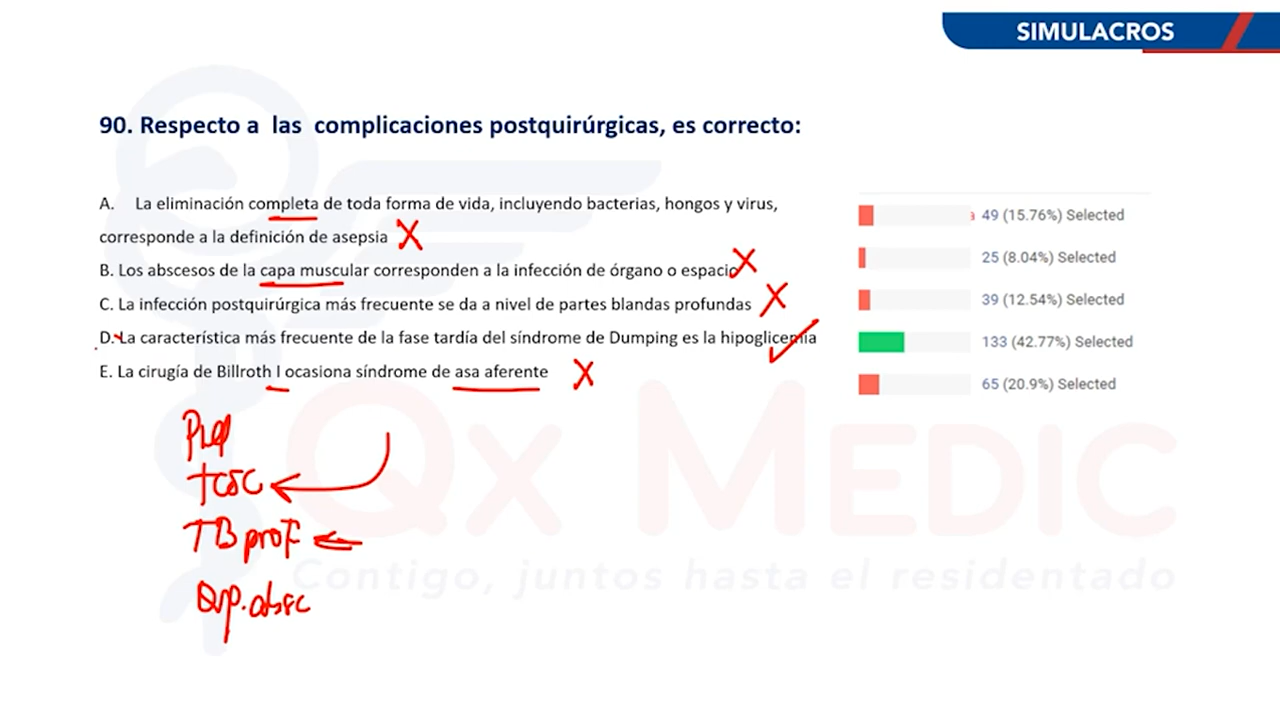 SIMULACROS
90. Respecto a las complicaciones postquirúrgicas, es correcto:
A. La eliminación completa de toda forma de vida, incluyendo bacterias, hongos y virus,
corresponde a la definición de asepsia
B. Los abscesos de la capa muscular corresponden a la infección de órgano o espacio
C. La infección postquirúrgica más frecuente se da a nivel de partes blandas profundas
D. La característica más frecuente de la fase tardía del síndrome de Dumping es la hipoglicemia
E. La cirugía de Billroth I ocasiona síndrome de asa aferente
a 49 (15.76%) Selected
25 (8.04%) Selected
39 (12.54%) Selected
133 (42.77%) Selected
65 (20.9%) Selected
TCSC
TB prof
QX MEDIC
Contigo, juntos hasta el residentado